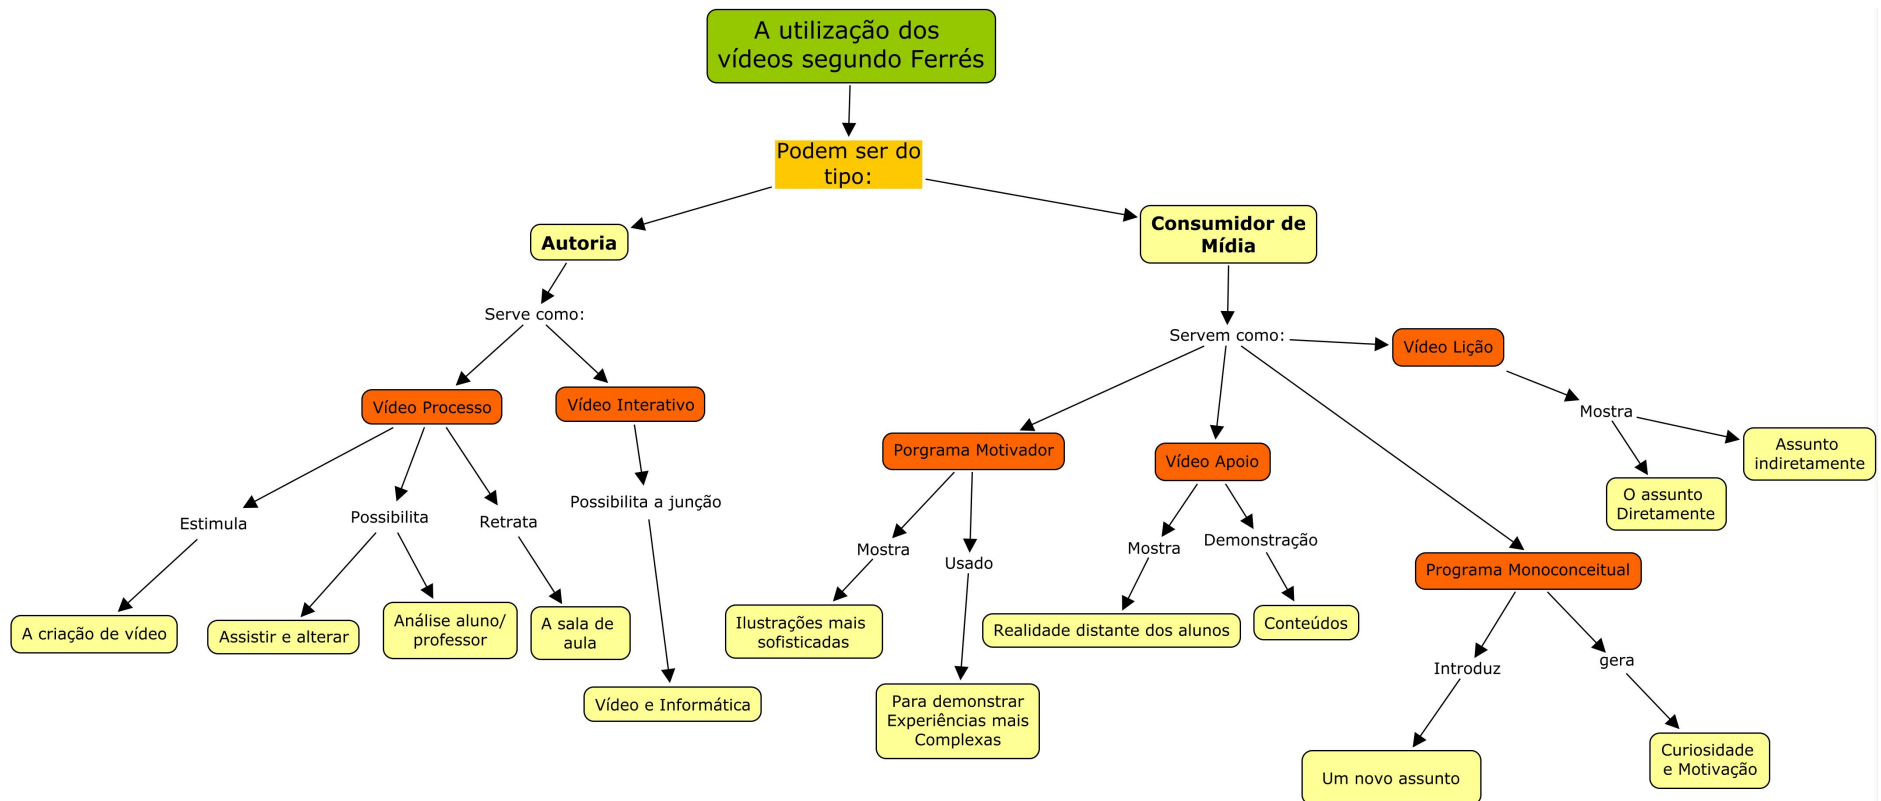 A utilização dos
vídeos segundo Ferrés
Podem ser do
tipo:
Autoria
Consumidor de
Mídia
Serve como:
Servem como:
Vídeo Processo
Vídeo Interativo
Estimula
Possibilita
Retrata
Possibilita a junção
A criação de vídeo
Assistir e alterar
Análise aluno/
professor
A sala de
aula
Vídeo e Informática
Porgrama Motivador
Vídeo Apoio
Vídeo Lição
Programa Monoconceitual
Mostra
Usado
Ilustrações mais
sofisticadas
Para demonstrar
Experiências mais
Complexas
Mostra
Demonstração
Realidade distante dos alunos
Conteúdos
Mostra
Assunto
indiretamente
O assunto
Diretamente
Introduz
gera
Um novo assunto
Curiosidade
e Motivação